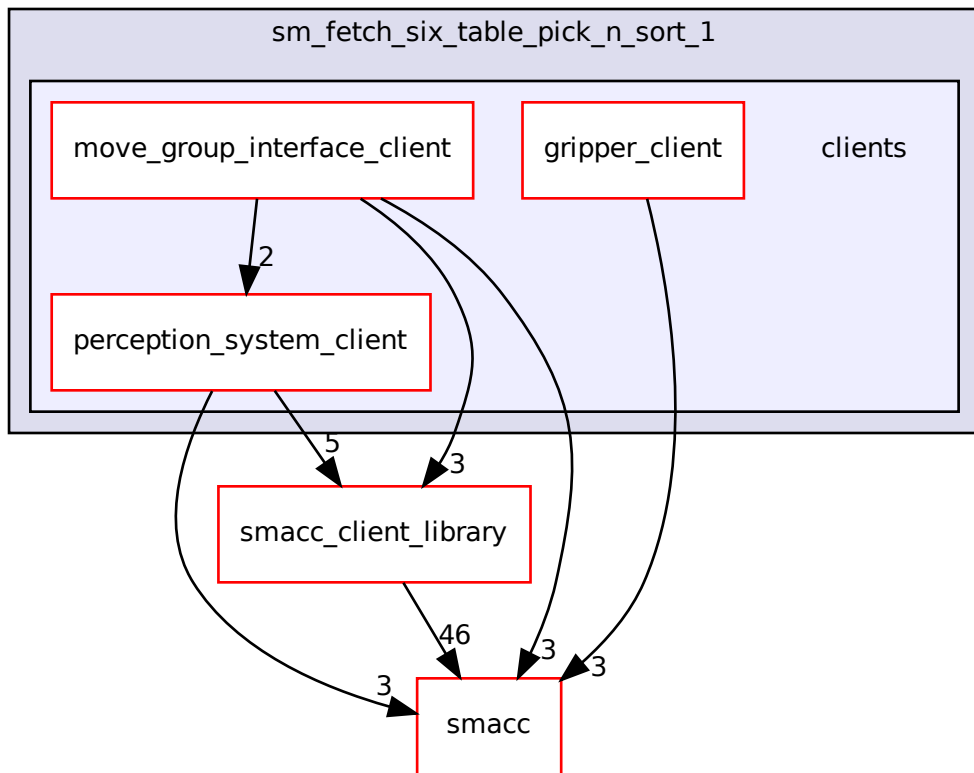 sm_fetch_six_table_pick_n_sort_1
move_group_interface_client
gripper_client
clients
2
perception_system_client
5
3
smacc_client_library
46
3
3
3
smacc